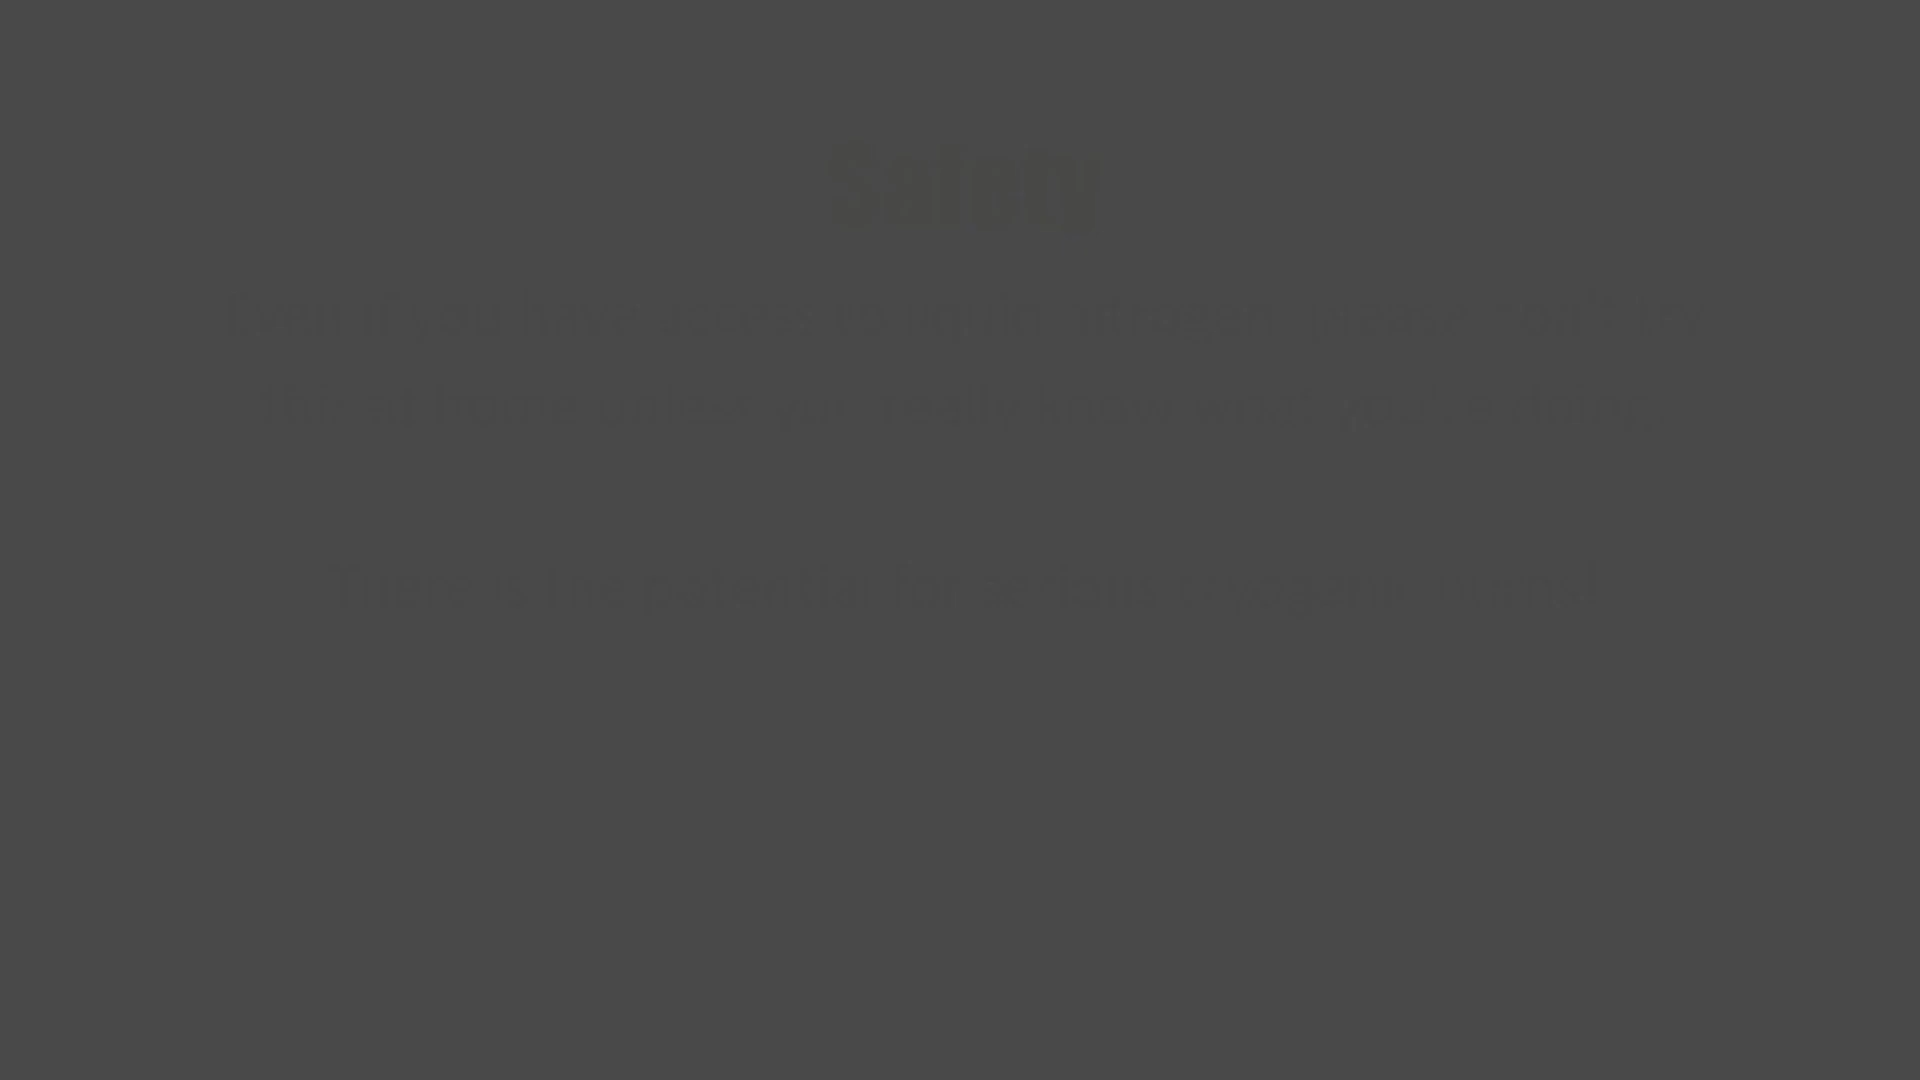 Safety
Even if you have access to liquid nitrogen, please don't try
this at home unless you really know what you're doing.
There is the potential for serious cryogenic burns!